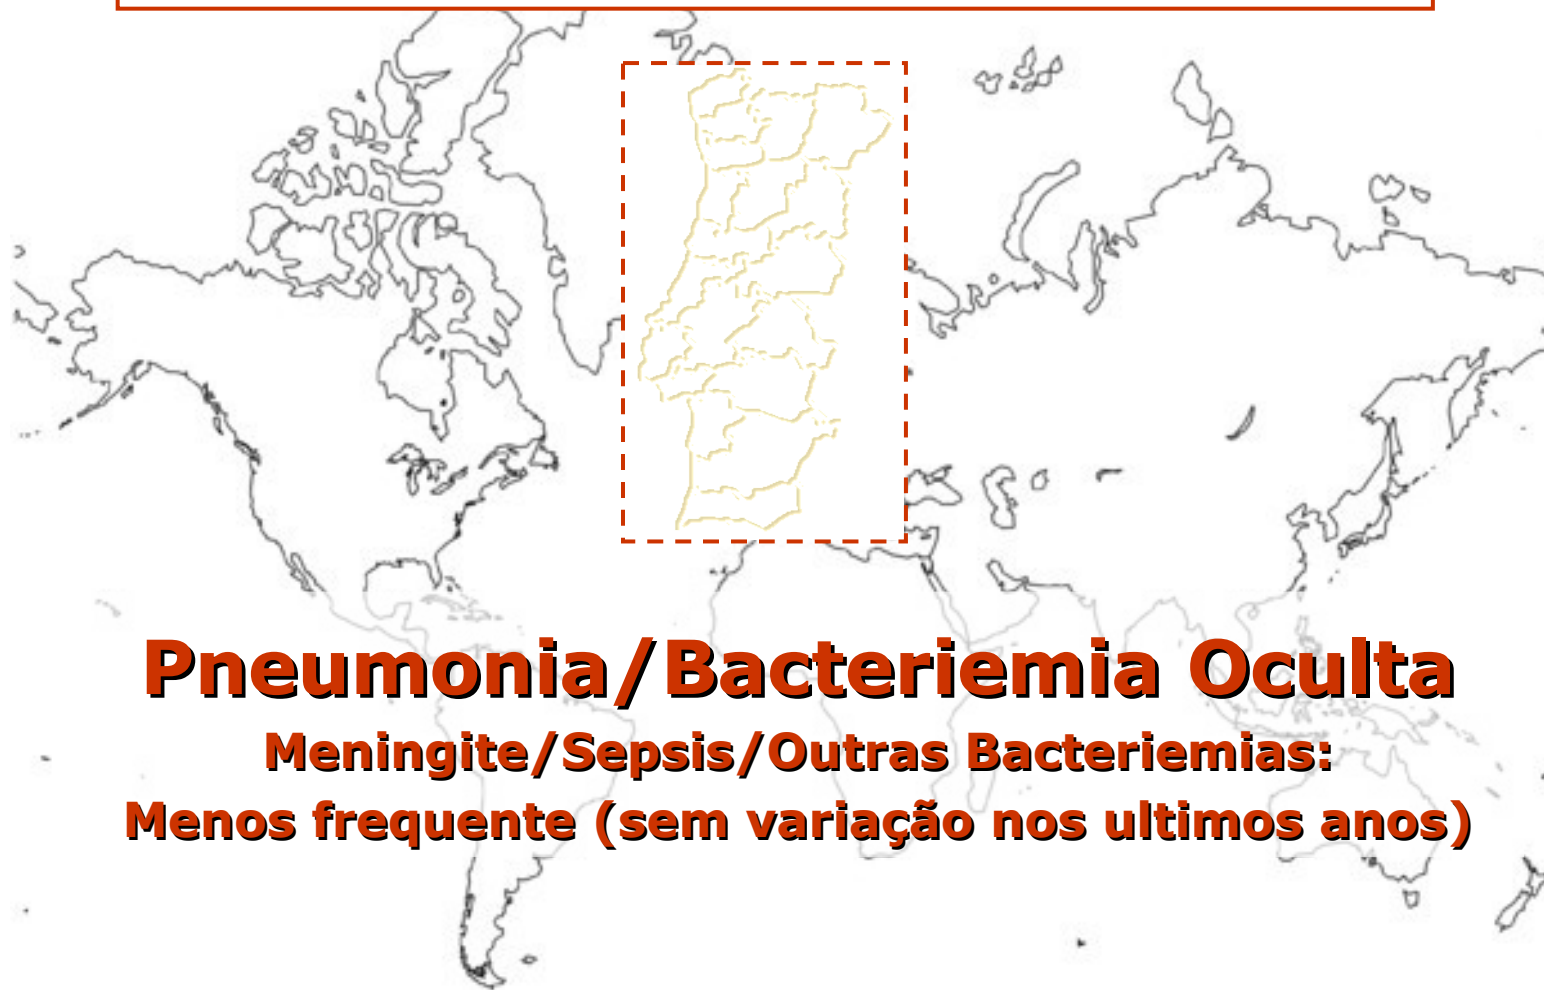 Pneumonia/Bacteriemia Oculta
Meningite/Sepsis/Outras Bacteriemias:
Menos frequente (sem variação nos ultimos anos)